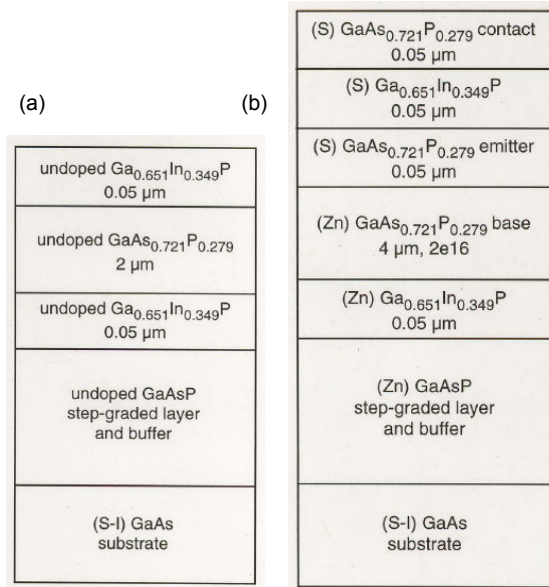 (a)
undoped Ga0.651In0.349P
0.05 µm
undoped GaAs0.721P0.279
2 µm
undoped Ga0.651In0.349P
0.05 µm
undoped GaAsP
step-graded layer
and buffer
(S-I) GaAs
substrate
(b)
(S) GaAs0.721P0.279 contact
0.05 µm
(S) Ga0.651In0.349P
0.05 µm
(S) GaAs0.721P0.279 emitter
0.05 µm
(Zn) GaAs0.721P0.279 base
4 µm, 2e16
(Zn) Ga0.651In0.349P
0.05 µm
(Zn) GaAsP
step-graded layer
and buffer
(S-I) GaAs
substrate